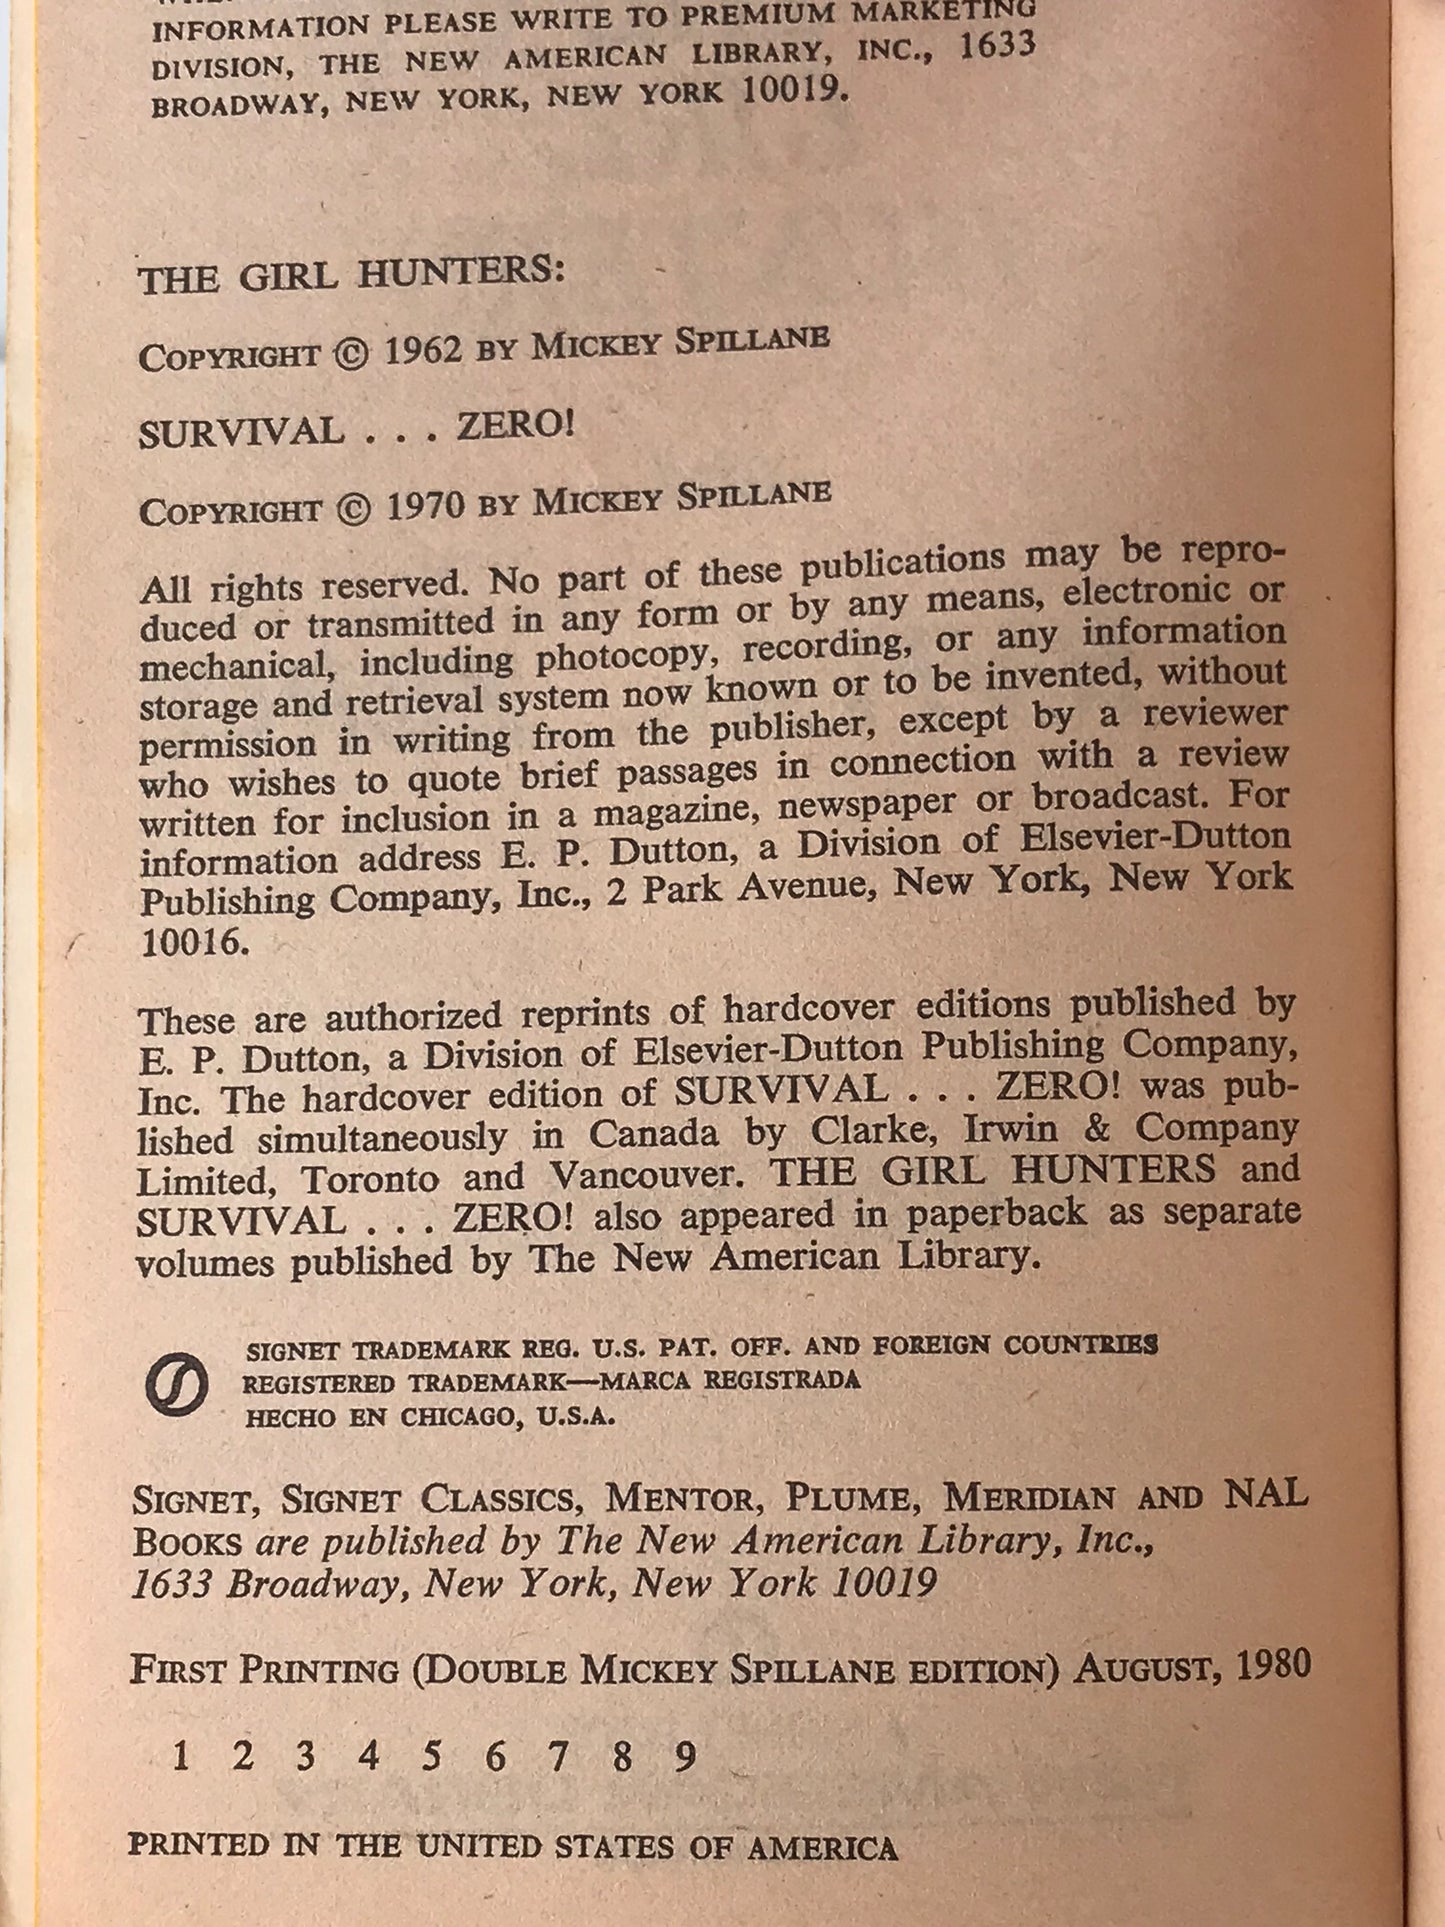 INFORMATION PLEASE WRITE TO PREMIUM MARKETING
DIVISION, THE NEW AMERICAN LIBRARY, INC., 1633
BROADWAY, NEW YORK, NEW YORK 10019.
THE GIRL HUNTERS:
COPYRIGHT © 1962 BY MICKEY SPILLANE
SURVIVAL . . . ZERO!
COPYRIGHT © 1970 BY MICKEY SPILLANE
All rights reserved. No part of these publications may be repro-
duced or transmitted in any form or by any means, electronic or
mechanical, including photocopy, recording, or any information
storage and retrieval system now known or to be invented, without
permission in writing from the publisher, except by a reviewer
who wishes to quote brief passages in connection with a review
written for inclusion in a magazine, newspaper or broadcast. For
information address E. P. Dutton, a Division of Elsevier-Dutton
Publishing Company, Inc., 2 Park Avenue, New York, New York
10016.
These are authorized reprints of hardcover editions published by
E. P. Dutton, a Division of Elsevier-Dutton Publishing Company,
Inc. The hardcover edition of SURVIVAL . . . ZERO! was pub-
lished simultaneously in Canada by Clarke, Irwin & Company
Limited, Toronto and Vancouver. THE GIRL HUNTERS and
SURVIVAL . . . ZERO! also appeared in paperback as separate
volumes published by The New American Library.
SIGNET TRADEMARK REG. U.S. PAT. OFF. AND FOREIGN COUNTRIES
REGISTERED TRADEMARK—MARCA REGISTRADA
HECHO EN CHICAGO, U.S.A.
SIGNET, SIGNET CLASSICS, MENTOR, PLUME, MERIDIAN AND NAL
BOOKS are published by The New American Library, Inc.,
1633 Broadway, New York, New York 10019
FIRST PRINTING (DOUBLE MICKEY SPILLANE EDITION) AUGUST, 1980
1 2 3 4 5 6 7 8 9
PRINTED IN THE UNITED STATES OF AMERICA